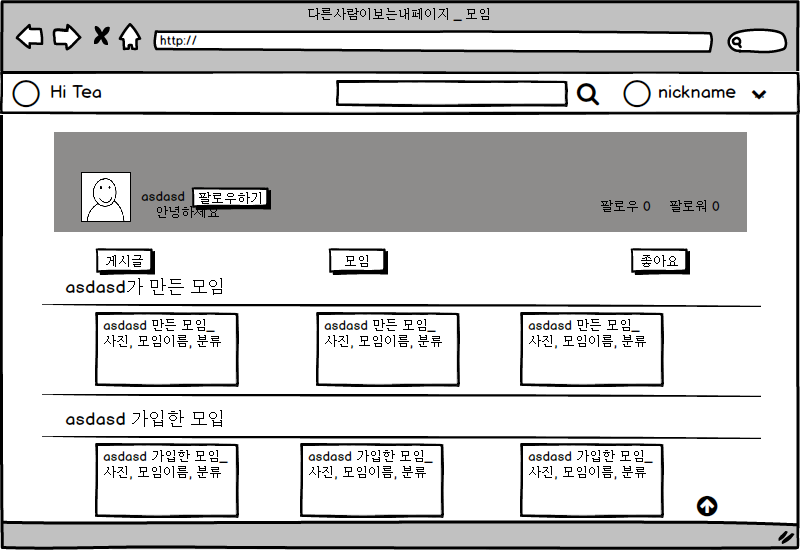 다른사람이보는내페이지 _ 모임
http://
Hi Tea
nickname
asdasd 팔로우하기
안녕하세요
팔로우 0 팔로워 0
게시글 모임 좋아요
asdasd가 만든 모임
asdasd 만든 모임_ asdasd 만든 모임_ asdasd 만든 모임_
사진, 모임이름, 분류 사진, 모임이름, 분류 사진, 모임이름, 분류
asdasd 가입한 모입
asdasd 가입한 모임_ asdasd 가입한 모임_ asdasd 가입한 모임_
사진, 모임이름, 분류 사진, 모임이름, 분류 사진, 모임이름, 분류